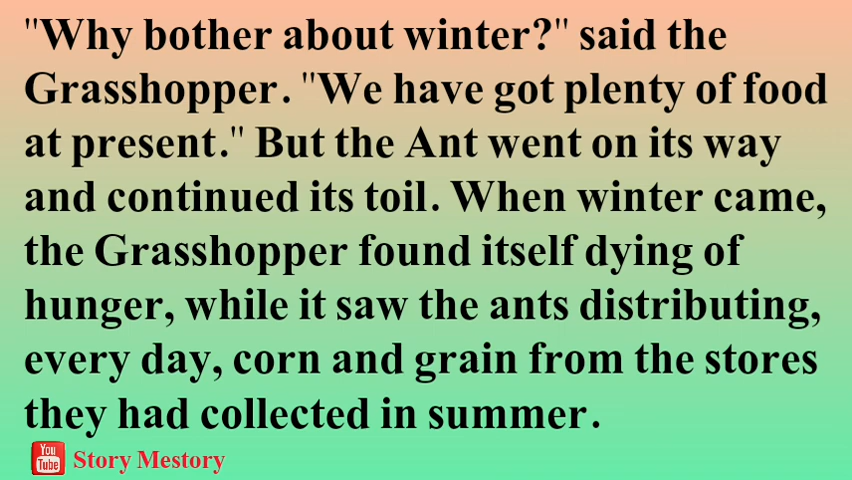 "Why bother about winter?" said the
Grasshopper. "We have got plenty of food
at present." But the Ant went on its way
and continued its toil. When winter came,
the Grasshopper found itself dying of
hunger, while it saw the ants distributing,
every day, corn and grain from the stores
they had collected in summer.
You
Tube Story Mestory